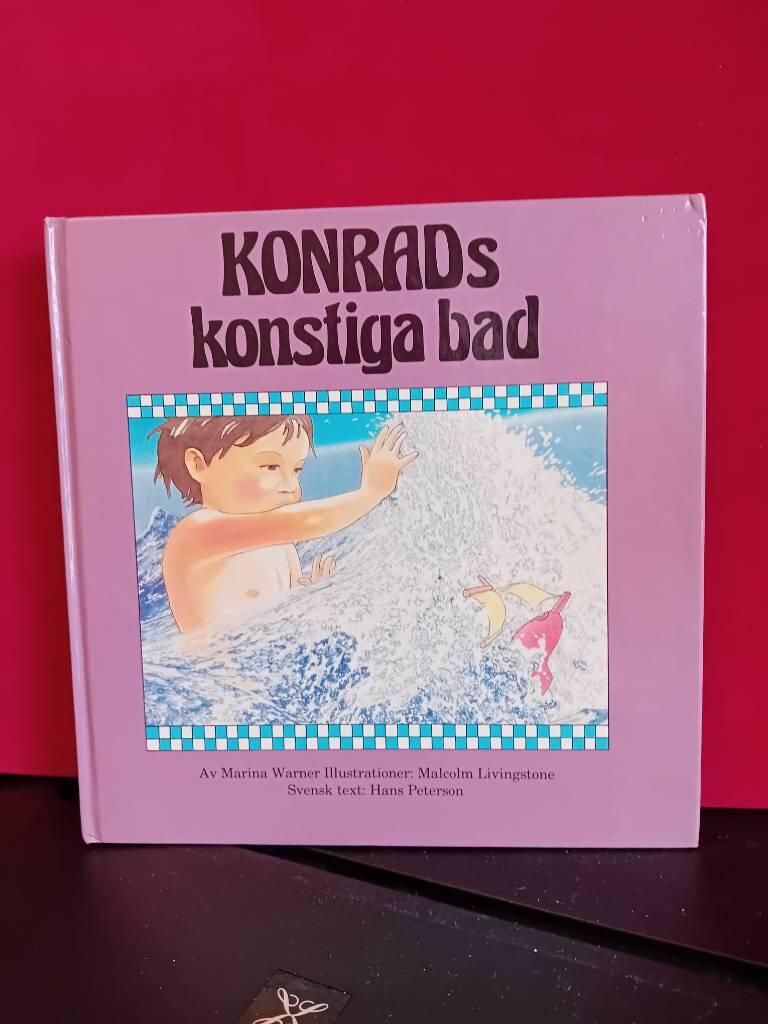 KONRADs
konstiga bad
Av Marina Warner Illustrationer: Malcolm Livingstone
Svensk text: Hans Peterson